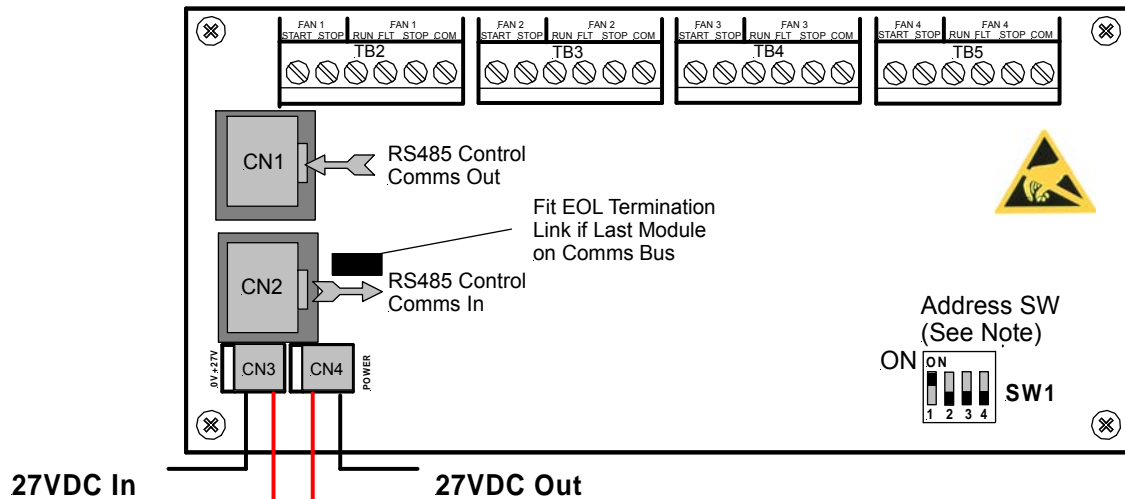 FAN 1 FAN 1 FAN 2 FAN 2 FAN 3 FAN 3 FAN 4 FAN 4
START STOP RUN FLT STOP COM START STOP RUN FLT STOP COM START STOP RUN FLT STOP COM START STOP RUN FLT STOP COM
TB2 TB3 TB4 TB5
CN1
RS485 Control
Comms Out
Fit EOL Termination
Link if Last Module
on Comms Bus
CN2
RS485 Control
Comms In
Address SW
(See Note)
ON
ON
SW1
1 2 3 4
0V +27V
CN3
CN4
POWER
27VDC In
27VDC Out